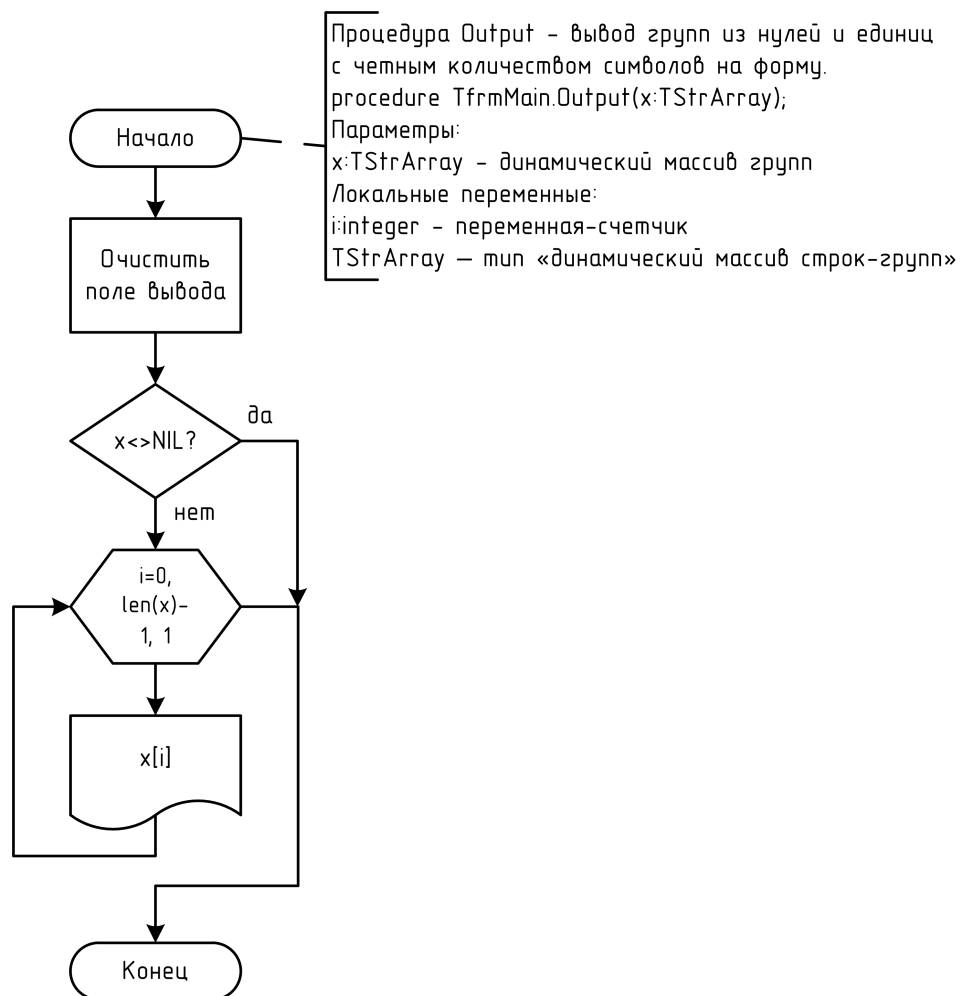 Процедура Output - вывод групп из нулей и единиц
с четным количеством символов на форму.
procedure TfrmMain.Output(x:TStrArray);
Параметры:
x:TStrArray - динамический массив групп
Локальные переменные:
i:integer - переменная-счетчик
TStrArray — тип «динамический массив строк-групп»
Начало
Очистить
поле вывода
x<>NIL?
да
нет
i=0,
len(x)-
1, 1
x[i]
Конец